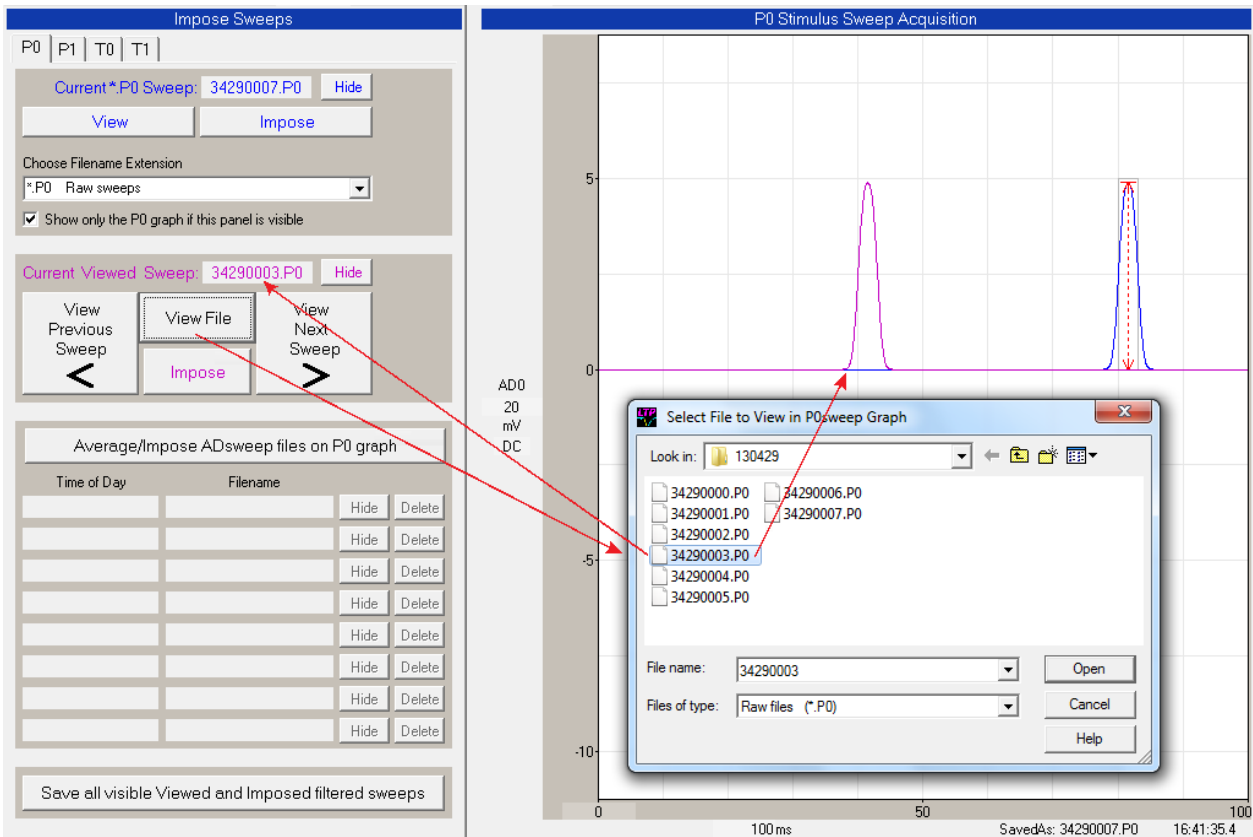 Impose Sweeps
P0 P1 T0 T1
Current *.P0 Sweep: 34290007.P0 Hide
View Impose
Choose Filename Extension
*.P0 Raw sweeps
Show only the P0 graph if this panel is visible
Current Viewed Sweep: 34290003.P0 Hide
View
Previous
Sweep
<
View File
Impose
View
Next
Sweep
>
Average/Impose ADsweep files on P0 graph
Time of Day Filename
Hide Delete
Hide Delete
Hide Delete
Hide Delete
Hide Delete
Hide Delete
Hide Delete
Hide Delete
Save all visible Viewed and Imposed filtered sweeps
P0 Stimulus Sweep Acquisition
5
0
-5
-10
AD0
20
mV
DC
0 50 100
100 ms SavedAs: 34290007.P0 16:41:35.4
LTP
Select File to View in P0sweep Graph
X
Look in: 130429
34290000.P0 34290006.P0
34290001.P0 34290007.P0
34290002.P0
34290003.P0
34290004.P0
34290005.P0
File name: 34290003 Open
Files of type: Raw files (*.P0) Cancel
Help